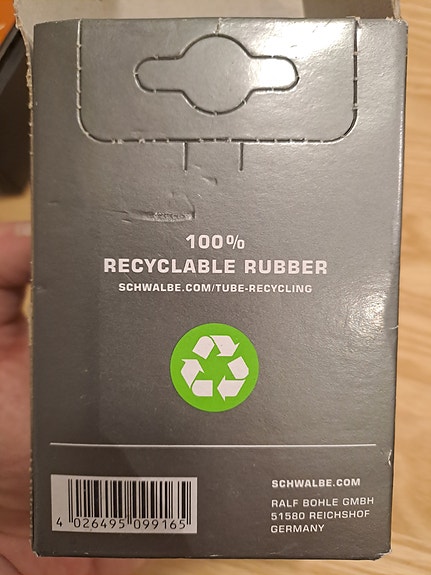 100%
RECYCLABLE RUBBER
SCHWALBE.COM/TUBE-RECYCLING
SCHWALBE.COM
RALF BOHLE GMBH
51580 REICHSHOF
GERMANY
4 026495 099165